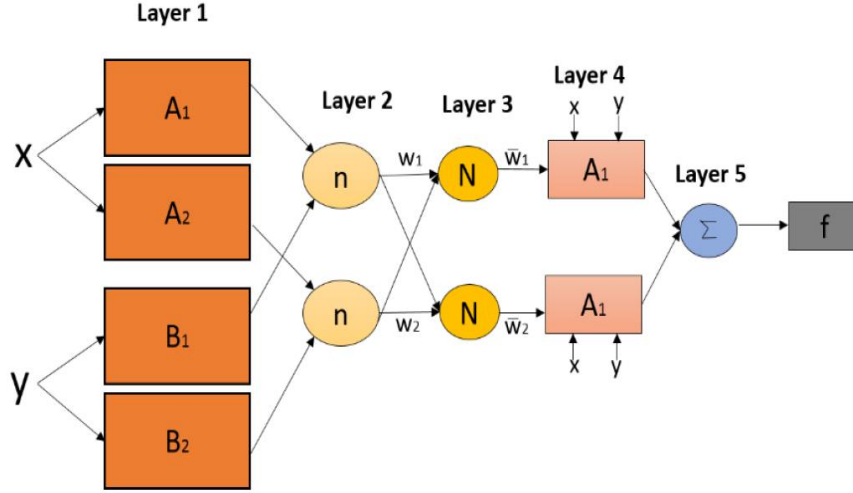 Layer 1
Layer 2
Layer 3
Layer 4
Layer 5
x
A₁
A₂
y
B₁
B₂
n
n
w₁
w₂
N
N
w̅₁
w̅₂
x y
A₁
A₁
x y
Σ
f